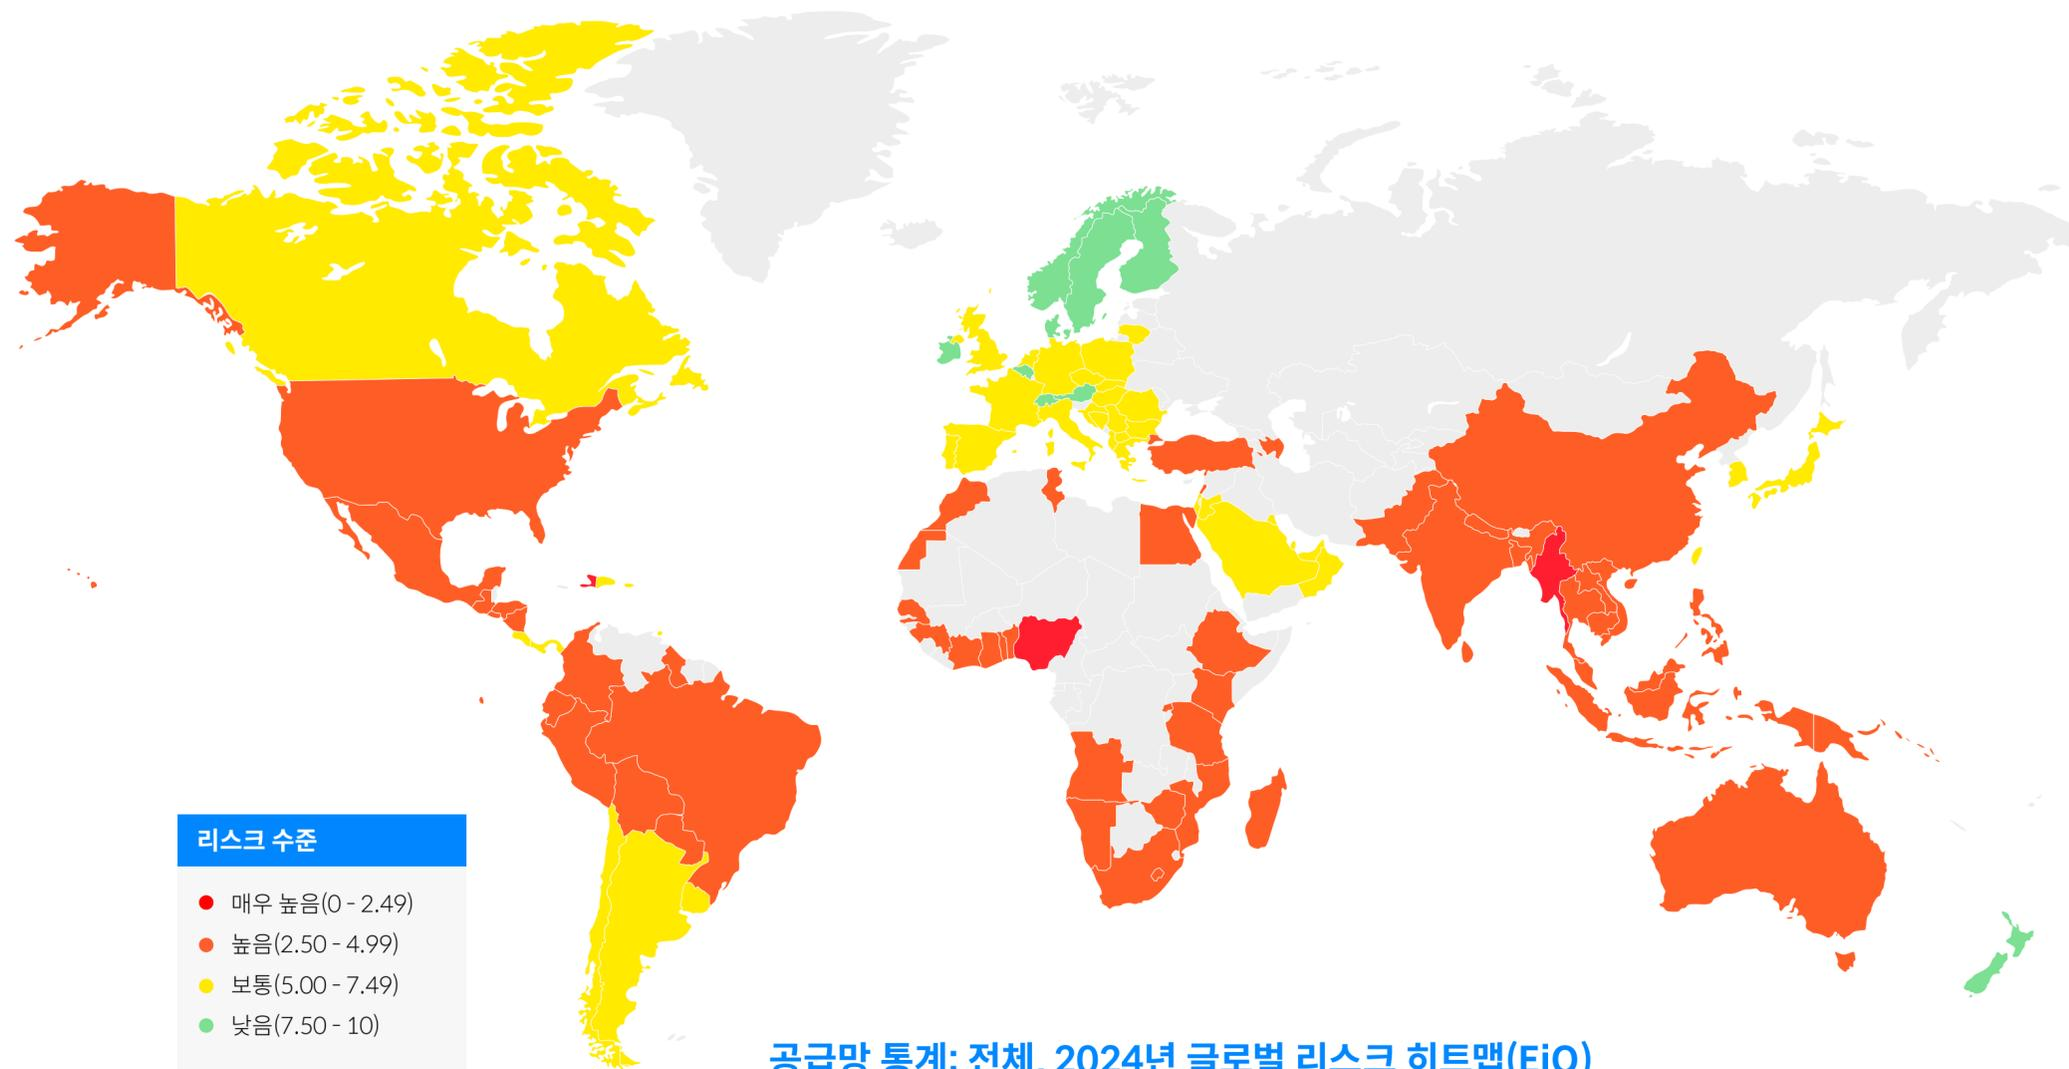 리스크 수준
매우 높음(0 - 2.49)
높음(2.50 - 4.99)
보통(5.00 - 7.49)
낮음(7.50 - 10)
공급망 통계: 전체, 2024년 글로벌 리스크 히트맵(EiQ)